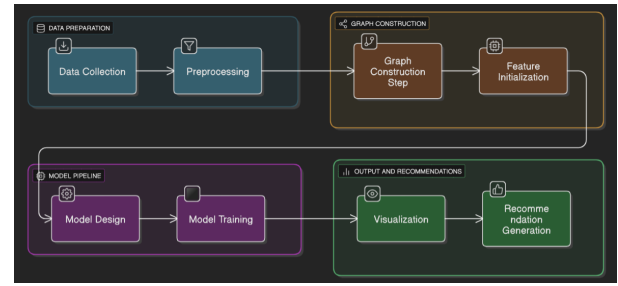 DATA PREPARATION
Data Collection
Preprocessing
GRAPH CONSTRUCTION
Graph
Construction
Step
Feature
Initialization
MODEL PIPELINE
Model Design
Model Training
OUTPUT AND RECOMMENDATIONS
Visualization
Recomme
ndation
Generation